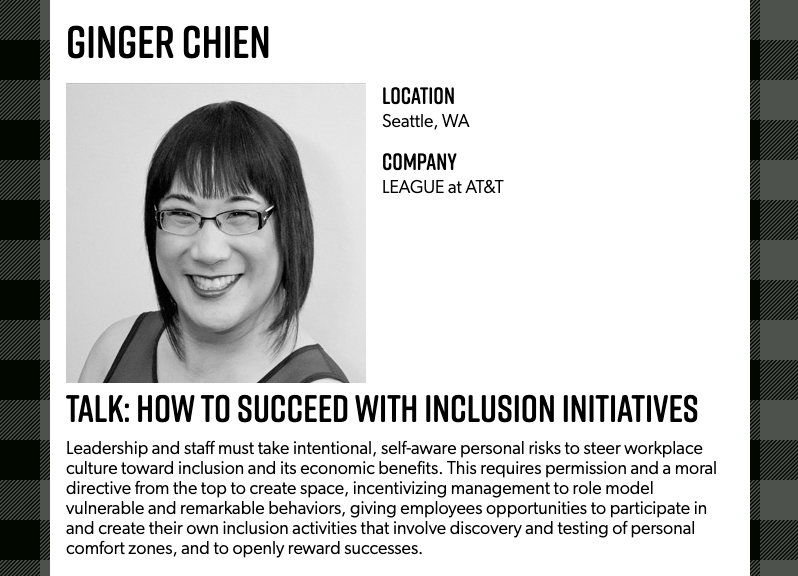 GINGER CHIEN
LOCATION
Seattle, WA
COMPANY
LEAGUE at AT&T
TALK: HOW TO SUCCEED WITH INCLUSION INITIATIVES
Leadership and staff must take intentional, self-aware personal risks to steer workplace
culture toward inclusion and its economic benefits. This requires permission and a moral
directive from the top to create space, incentivizing management to role model
vulnerable and remarkable behaviors, giving employees opportunities to participate in
and create their own inclusion activities that involve discovery and testing of personal
comfort zones, and to openly reward successes.